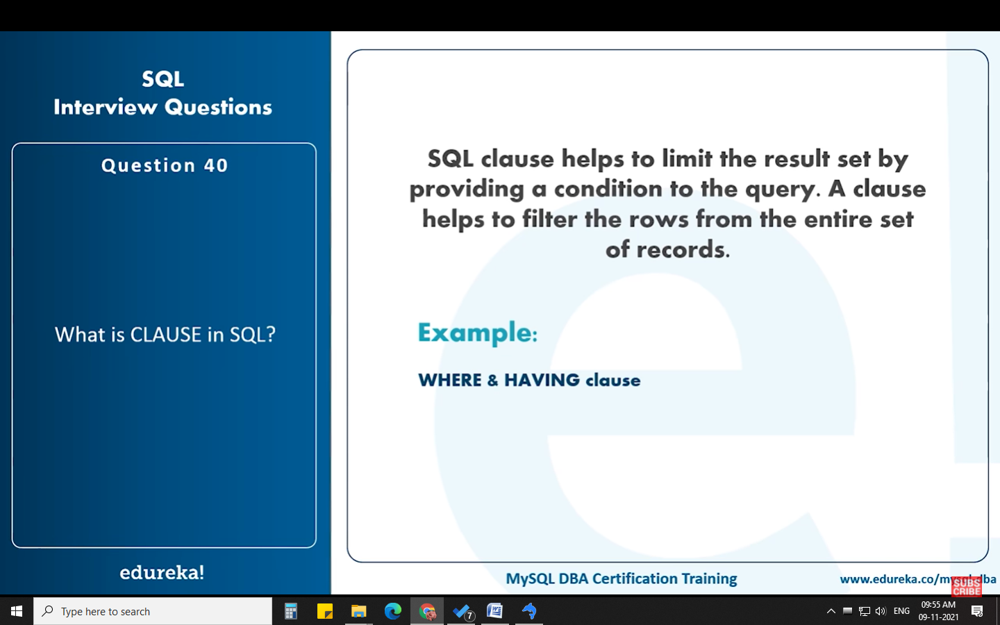 SQL
Interview Questions
Question 40
What is CLAUSE in SQL?
edureka!
SQL clause helps to limit the result set by
providing a condition to the query. A clause
helps to filter the rows from the entire set
of records.
Example:
WHERE & HAVING clause
MySQL DBA Certification Training
www.edureka.co/mysql-dba
SUBS
CRIBE
Type here to search
7
ENG
09:55 AM
09-11-2021